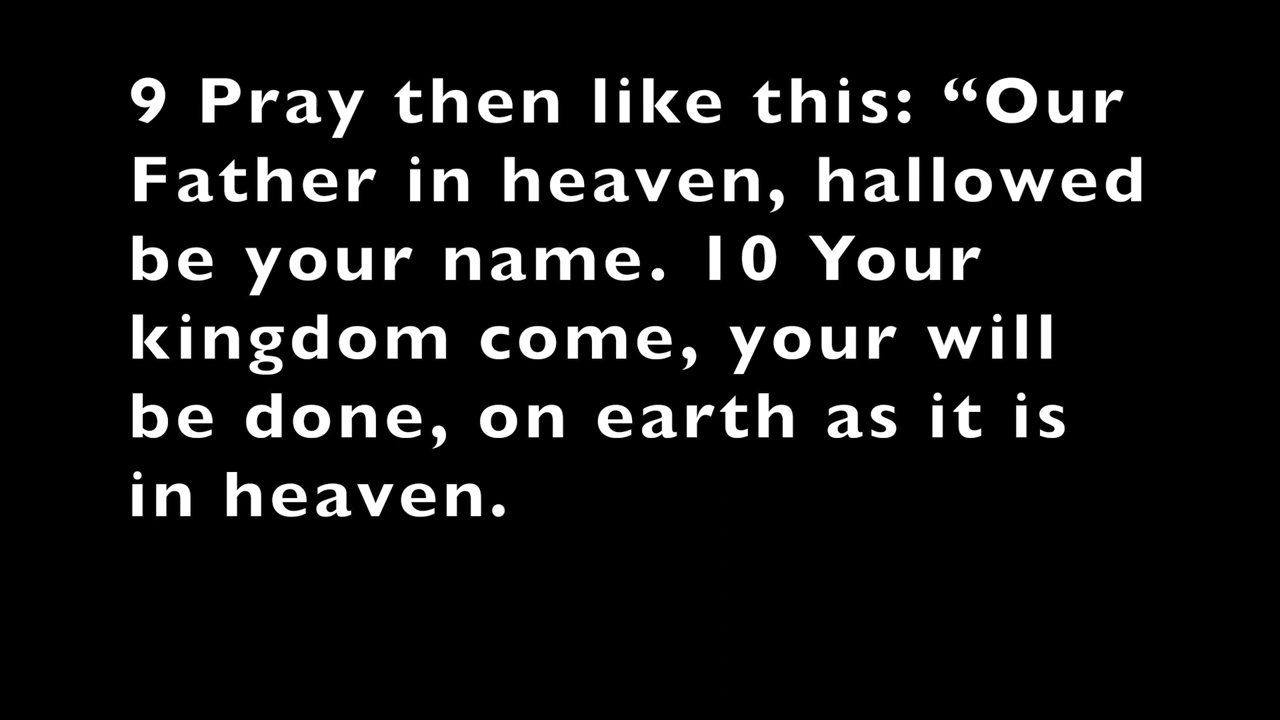 9 Pray then like this: “Our
Father in heaven, hallowed
be your name. 10 Your
kingdom come, your will
be done, on earth as it is
in heaven.